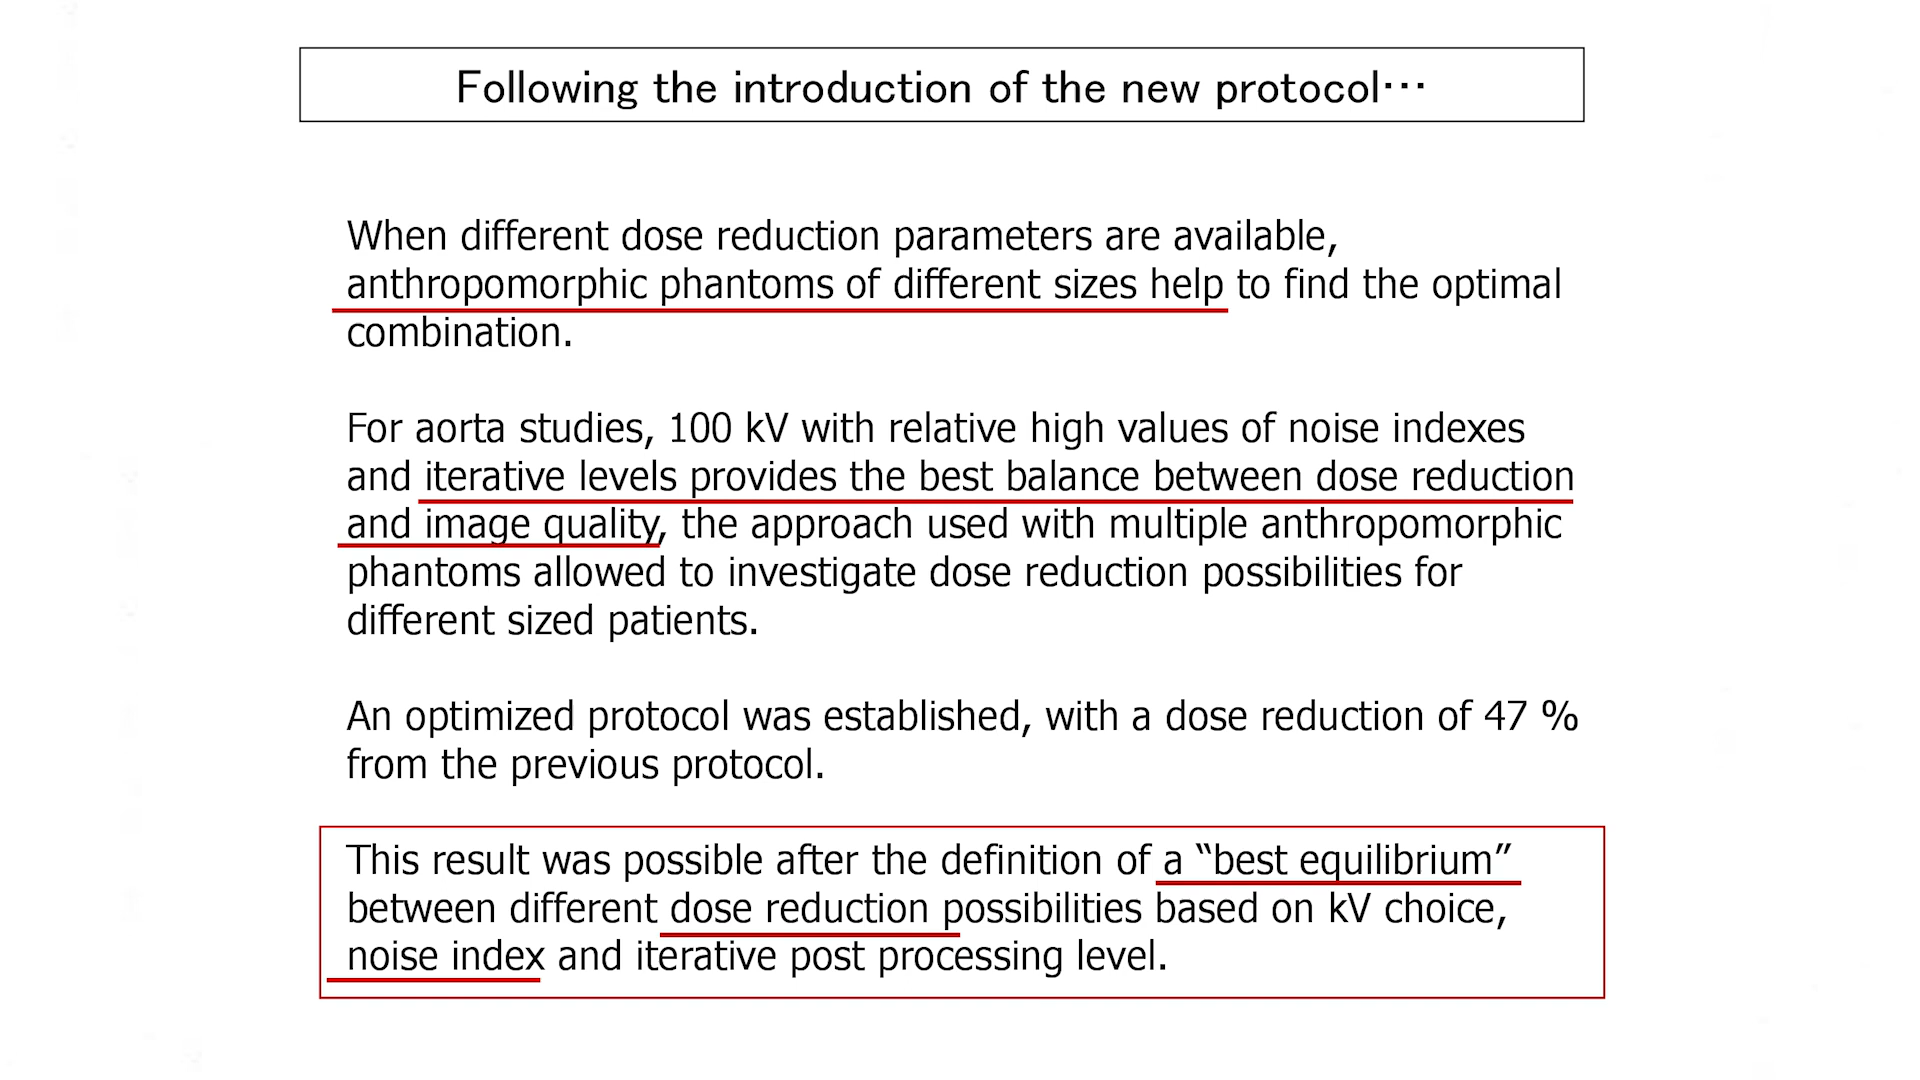 Following the introduction of the new protocol…
When different dose reduction parameters are available,
anthropomorphic phantoms of different sizes help to find the optimal
combination.
For aorta studies, 100 kV with relative high values of noise indexes
and iterative levels provides the best balance between dose reduction
and image quality, the approach used with multiple anthropomorphic
phantoms allowed to investigate dose reduction possibilities for
different sized patients.
An optimized protocol was established, with a dose reduction of 47 %
from the previous protocol.
This result was possible after the definition of a “best equilibrium”
between different dose reduction possibilities based on kV choice,
noise index and iterative post processing level.